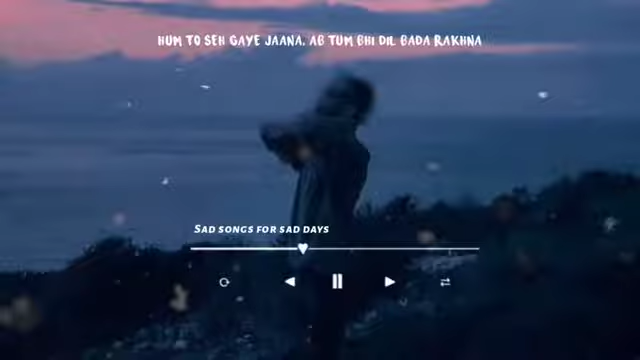 HUM TO SEH GAYE JAANA, AB TUM BHI DIL BADA RAKHNA
SAD SONGS FOR SAD DAYS